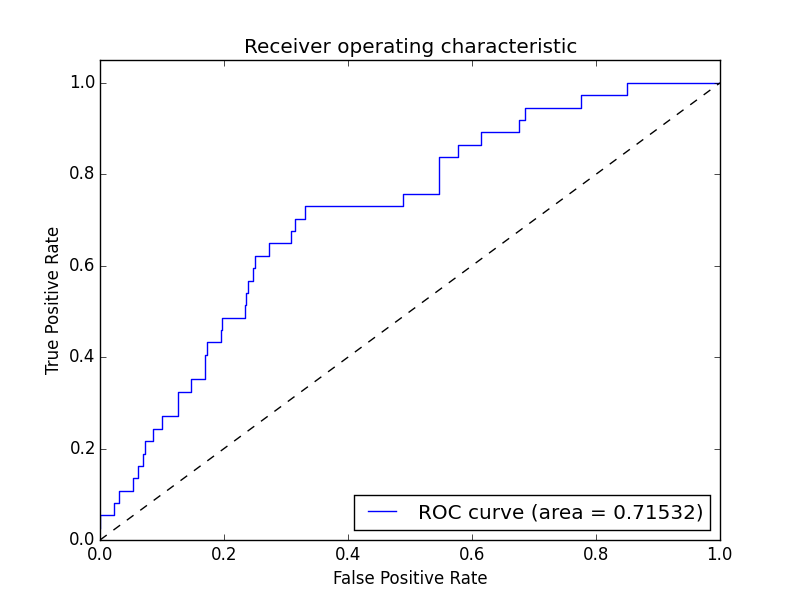 Receiver operating characteristic
1.0
0.8
0.6
0.4
0.2
0.0
True Positive Rate
ROC curve (area = 0.71532)
0.0 0.2 0.4 0.6 0.8 1.0
False Positive Rate